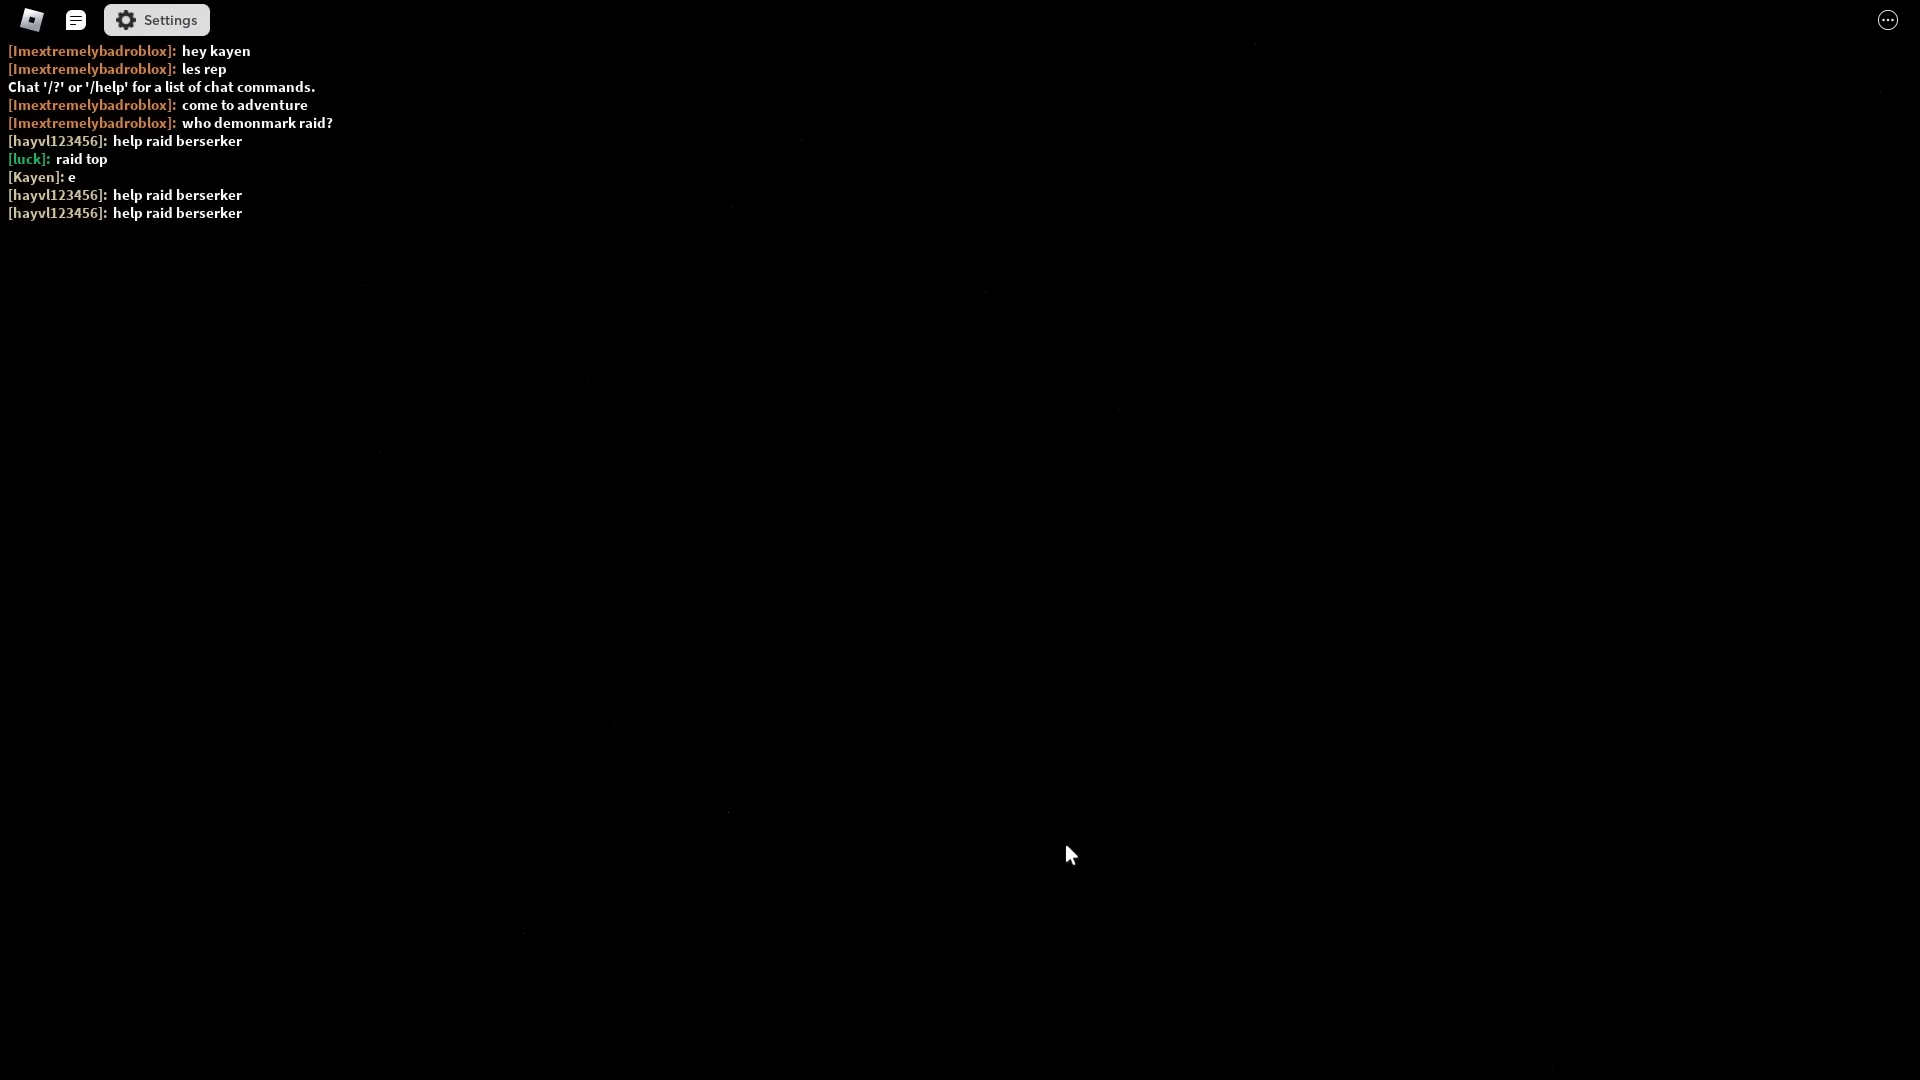 Settings
[Imextremelybadroblox]: hey kayen
[Imextremelybadroblox]: les rep
Chat '/?' or '/help' for a list of chat commands.
[Imextremelybadroblox]: come to adventure
[Imextremelybadroblox]: who demonmark raid?
[hayvl123456]: help raid berserker
[luck]: raid top
[Kayen]: e
[hayvl123456]: help raid berserker
[hayvl123456]: help raid berserker